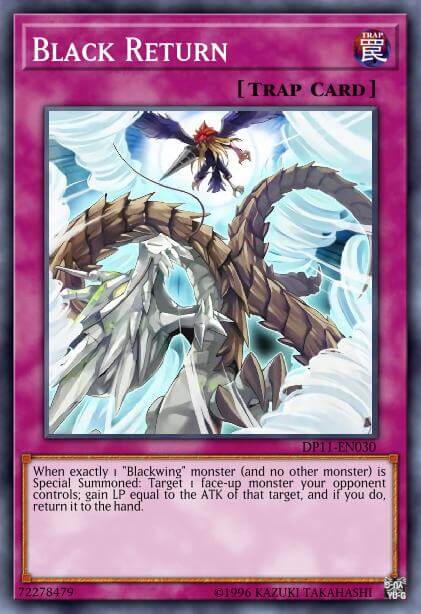 Black Return
TRAP
罠
[Trap Card]
DP11-EN030
When exactly 1 "Blackwing" monster (and no other monster) is
Special Summoned: Target 1 face-up monster your opponent
controls; gain LP equal to the ATK of that target, and if you do,
return it to the hand.
72278479
©1996 KAZUKI TAKAHASHI